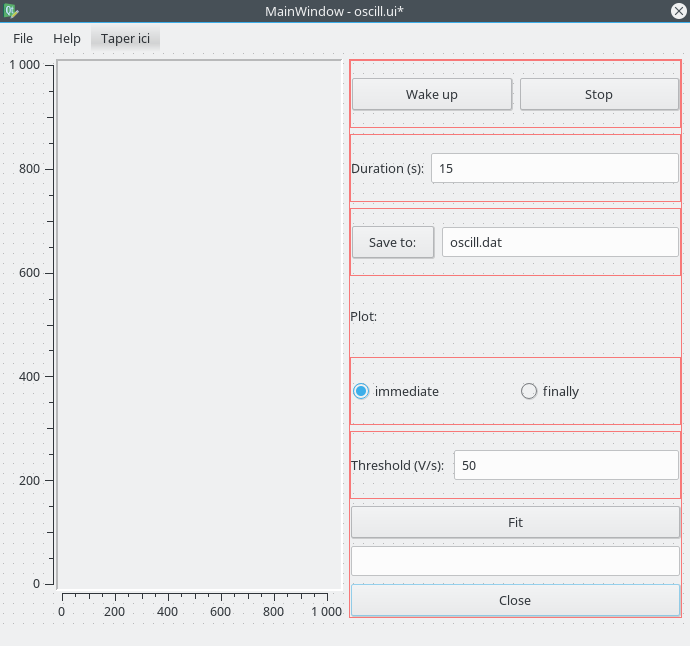 MainWindow - oscill.ui*
File Help Taper ici
1 000
800
600
400
200
0
0 200 400 600 800 1 000
Wake up Stop
Duration (s): 15
Save to: oscill.dat
Plot:
immediate finally
Threshold (V/s): 50
Fit
Close